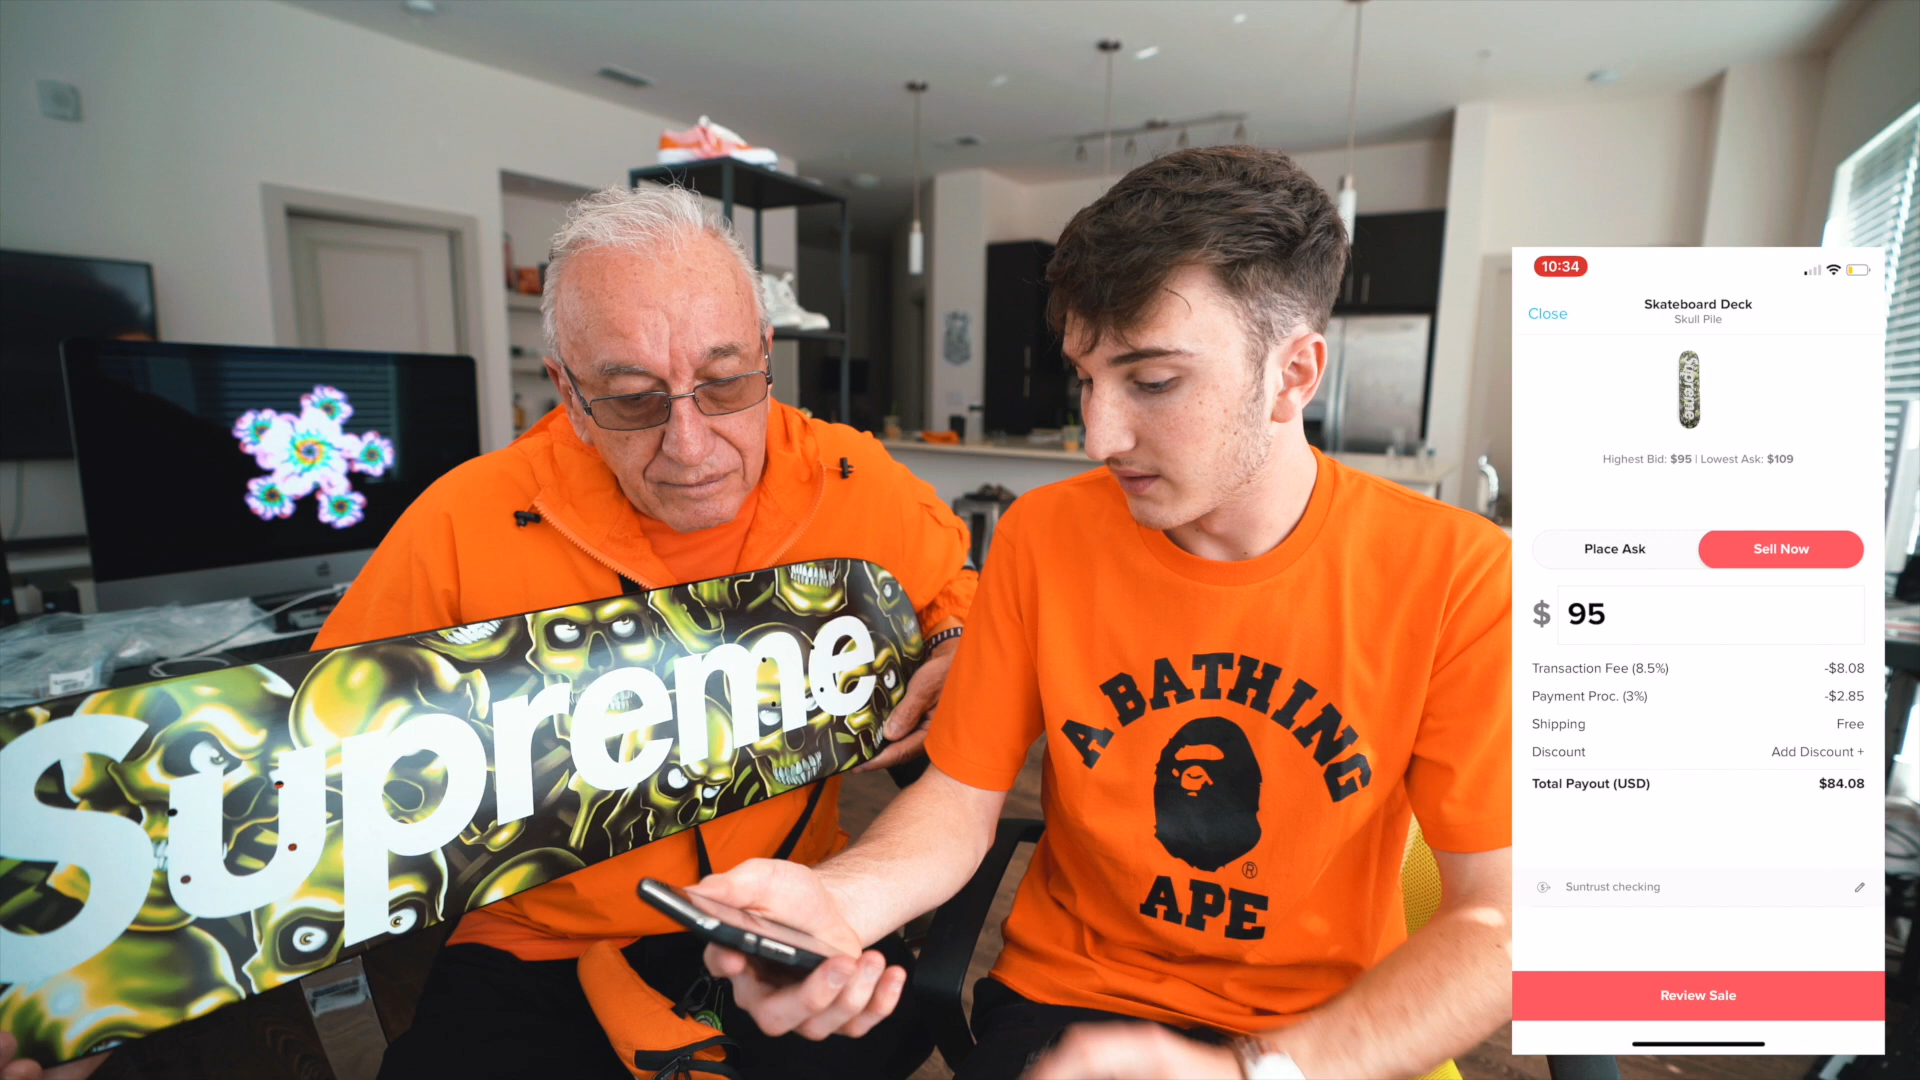 Supreme
A BATHING
APE
®
10:34
Close
Skateboard Deck
Skull Pile
Supreme
Highest Bid: $95 | Lowest Ask: $109
Place Ask
Sell Now
$ 95
Transaction Fee (8.5%) -$8.08
Payment Proc. (3%) -$2.85
Shipping Free
Discount Add Discount +
Total Payout (USD) $84.08
Suntrust checking
Review Sale